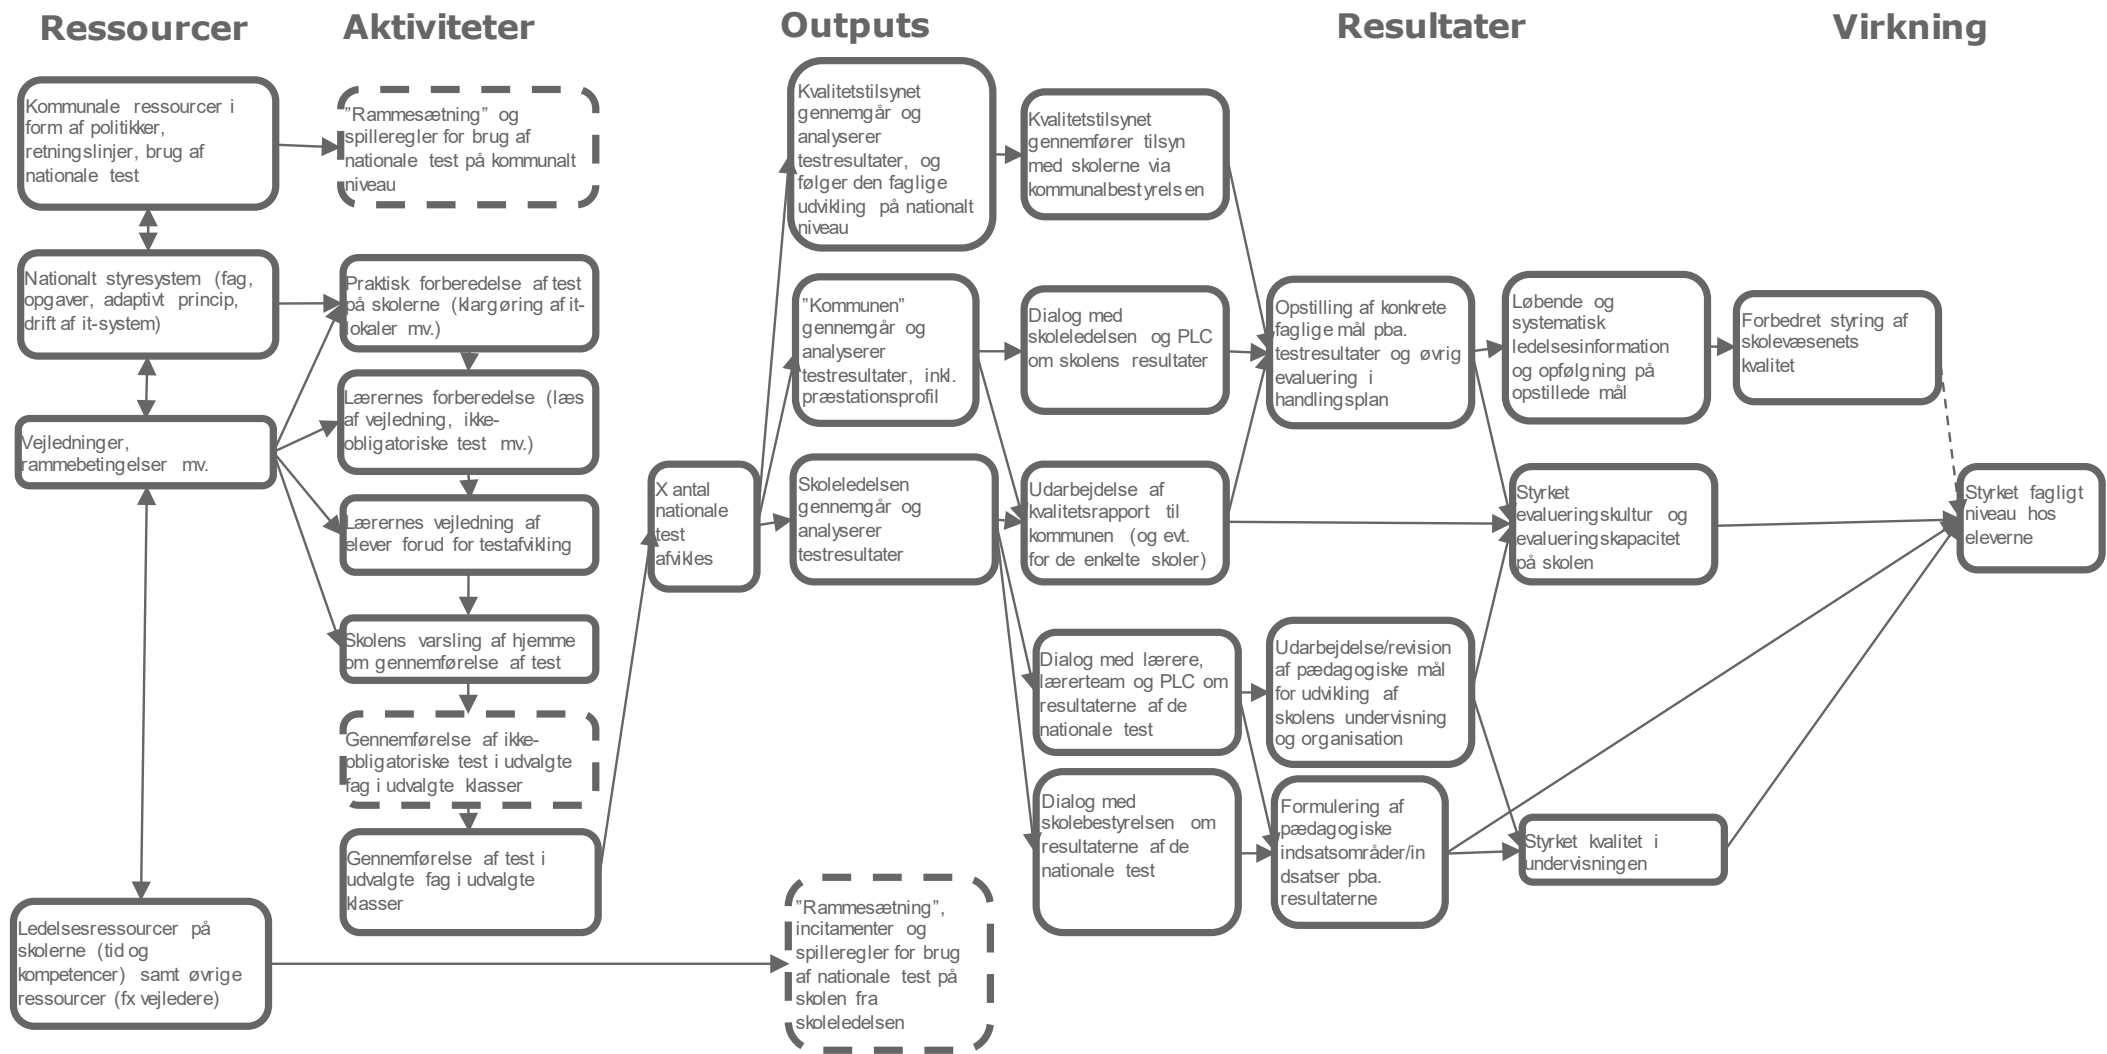 Ressourcer
Aktiviteter
Outputs
Resultater
Virkning
Kommunale ressourcer i
form af politikker,
retningslinjer, brug af
nationale test
Nationalt styresystem (fag,
opgaver, adaptivt princip,
drift af it-system)
Vejledninger,
rammebetingelser mv.
Ledelsesressourcer på
skolerne (tid og
kompetencer) samt øvrige
ressourcer (fx vejledere)
"Rammesætning" og
spilleregler for brug af
nationale test på kommunalt
niveau
Praktisk forberedelse af test
på skolerne (klargøring af it-
lokaler mv.)
Lærernes forberedelse (læs
af vejledning, ikke-
obligatoriske test mv.)
Lærernes vejledning af
elever forud for testafvikling
Skolens varsling af hjemme
om gennemførelse af test
Gennemførelse af ikke-
obligatoriske test i udvalgte
fag i udvalgte klasser
Gennemførelse af test i
udvalgte fag i udvalgte
klasser
X antal
nationale
test
afvikles
Kvalitetstilsynet
gennemgår og
analyserer
testresultater, og
følger den faglige
udvikling på nationalt
niveau
"Kommunen"
gennemgår og
analyserer
testresultater, inkl.
præstationsprofil
Skoleledelsen
gennemgår og
analyserer
testresultater
"Rammesætning",
incitamenter og
spilleregler for brug
af nationale test på
skolen fra
skoleledelsen
Kvalitetstilsynet
gennemfører tilsyn
med skolerne via
kommunalbestyrelsen
Dialog med
skoleledelsen og PLC
om skolens resultater
Udarbejdelse af
kvalitetsrapport til
kommunen (og evt.
for de enkelte skoler)
Dialog med lærere,
lærerteam og PLC om
resultaterne af de
nationale test
Dialog med
skolebestyrelsen om
resultaterne af de
nationale test
Opstilling af konkrete
faglige mål pba.
testresultater og øvrig
evaluering i
handlingsplan
Udarbejdelse/revision
af pædagogiske mål
for udvikling af
skolens undervisning
og organisation
Formulering af
pædagogiske
indsatsområder/in
dsatser pba.
resultaterne
Løbende og
systematisk
ledelsesinformation
og opfølgning på
opstillede mål
Styrket
evalueringskultur og
evalueringskapacitet
på skolen
Styrket kvalitet i
undervisningen
Forbedret styring af
skolevæsenets
kvalitet
Styrket fagligt
niveau hos
eleverne